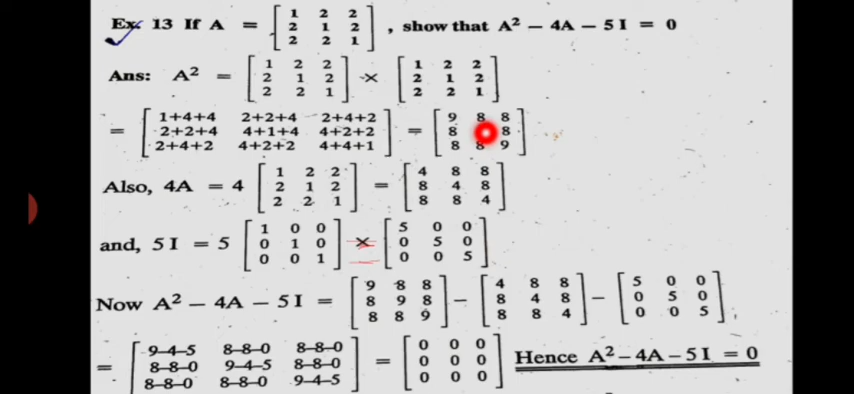 Ex. 13 If A = [1 2 2; 2 1 2; 2 2 1], show that A² – 4A – 5I = 0
Ans: A² = [1 2 2; 2 1 2; 2 2 1] × [1 2 2; 2 1 2; 2 2 1]
= [1+4+4 2+2+4 2+4+2; 2+2+4 4+1+4 4+2+2; 2+4+2 4+2+2 4+4+1] = [9 8 8; 8 8; 8 8 9]
Also, 4A = 4 [1 2 2; 2 1 2; 2 2 1] = [4 8 8; 8 4 8; 8 8 4]
and, 5I = 5 [1 0 0; 0 1 0; 0 0 1] × [5 0 0; 0 5 0; 0 0 5]
Now A² – 4A – 5I = [9 8 8; 8 9 8; 8 8 9] – [4 8 8; 8 4 8; 8 8 4] – [5 0 0; 0 5 0; 0 0 5]
= [9–4–5 8–8–0 8–8–0; 8–8–0 9–4–5 8–8–0; 8–8–0 8–8–0 9–4–5] = [0 0 0; 0 0 0; 0 0 0] Hence A² – 4A – 5I = 0